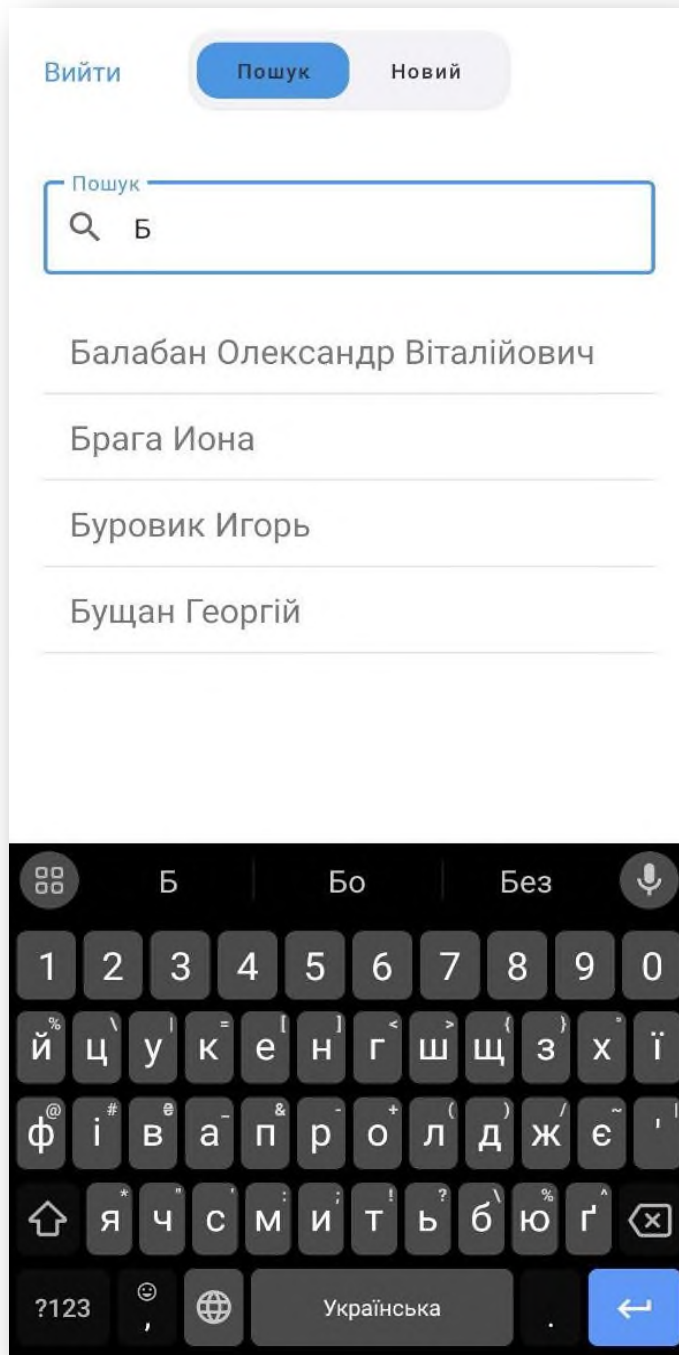 Вийти Пошук Новий
Пошук
Б
Балабан Олександр Віталійович
Брага Иона
Буровик Игорь
Бущан Георгій
Б Бо Без
1 2 3 4 5 6 7 8 9 0
% \ | = [ ] < > { } °
й ц у к е н г ш щ з х ї
@ # ₴ _ & - + ( ) / ~ |
ф і в а п р о л д ж є '
* " ' : ; ! ? \ % ^
я ч с м и т ь б ю ґ
?123 , Українська .